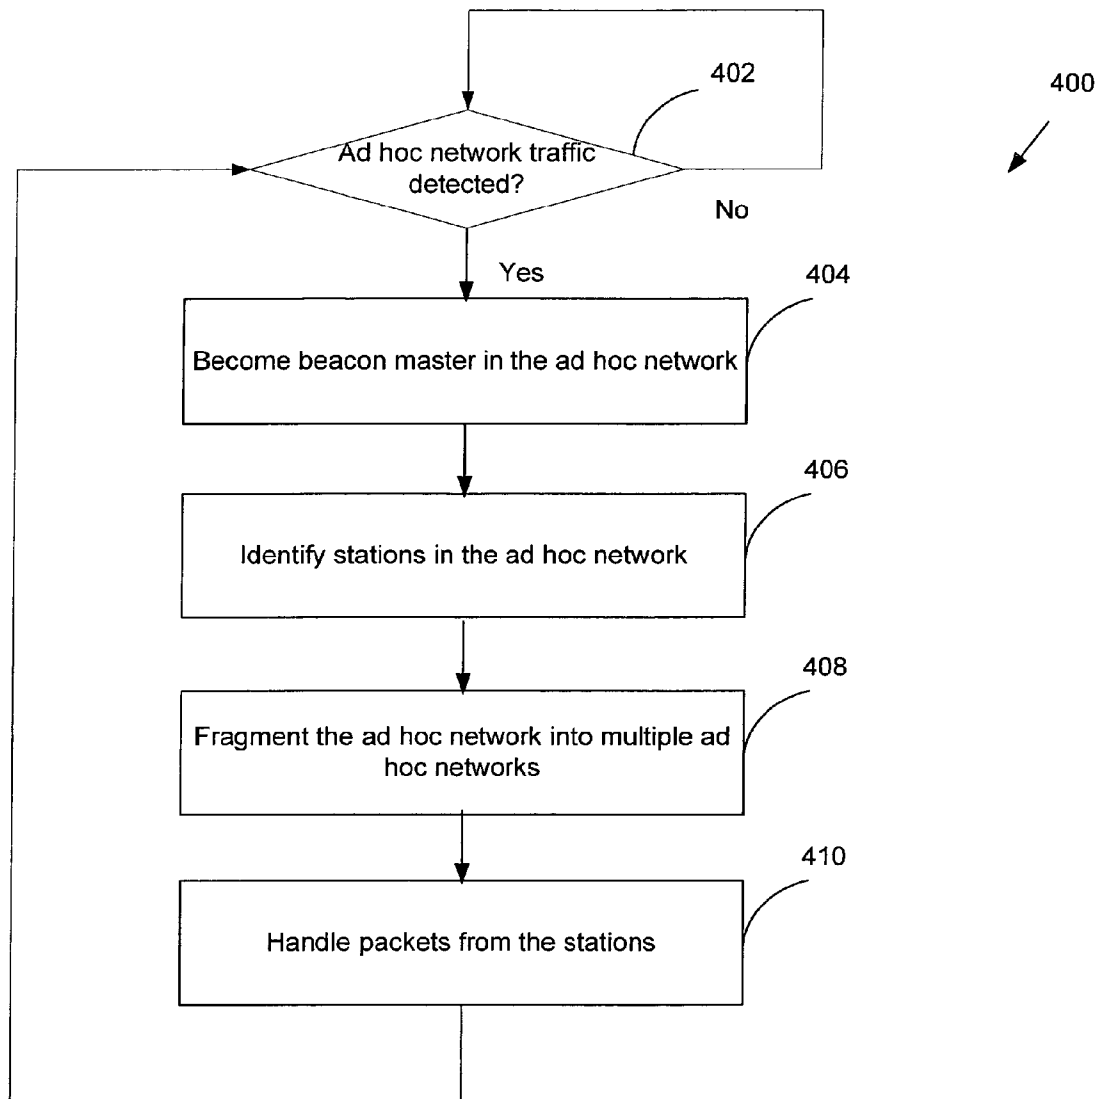 402
400
Ad hoc network traffic
detected?
No
Yes
404
Become beacon master in the ad hoc network
406
Identify stations in the ad hoc network
408
Fragment the ad hoc network into multiple ad
hoc networks
410
Handle packets from the stations